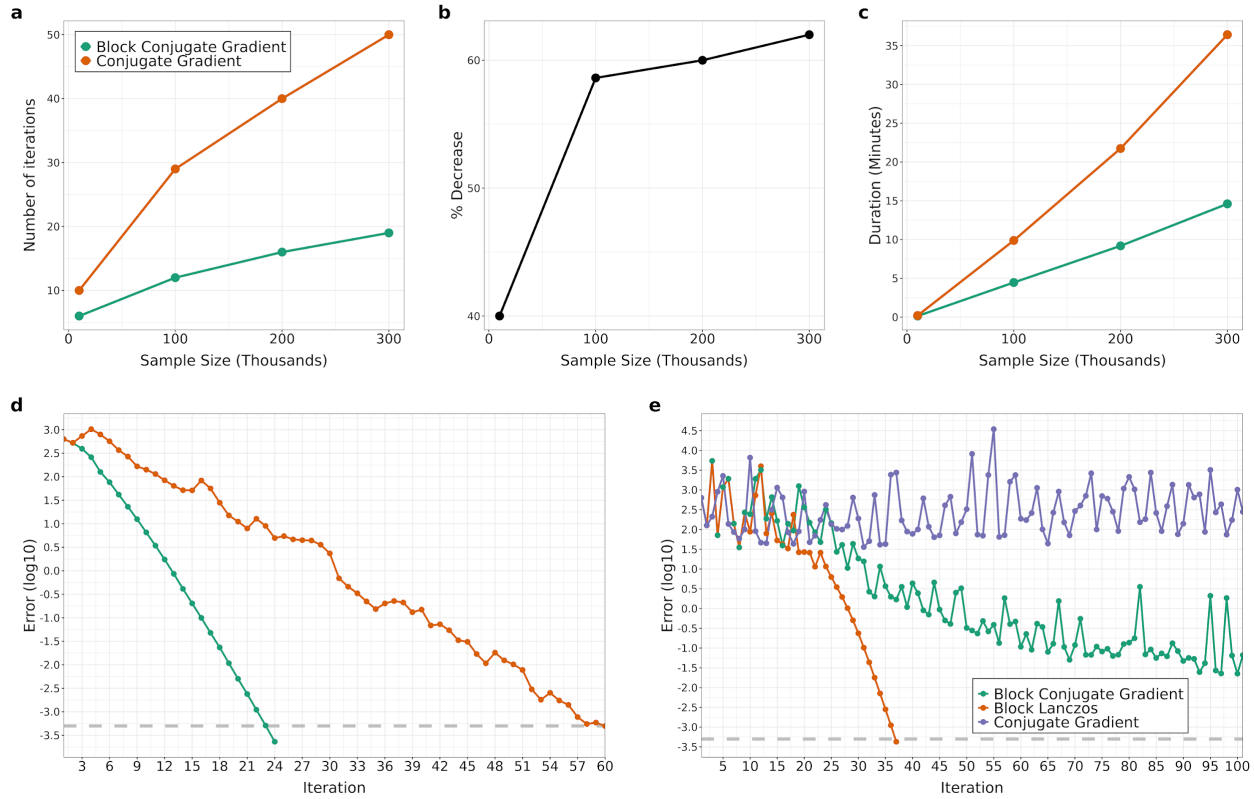 a
50
40
30
20
10
0
100
200
300
Number of iterations
Sample Size (Thousands)
Block Conjugate Gradient
Conjugate Gradient
b
60
50
40
0
100
200
300
% Decrease
Sample Size (Thousands)
c
35
30
25
20
15
10
5
0
0
100
200
300
Duration (Minutes)
Sample Size (Thousands)
d
3.0
2.5
2.0
1.5
1.0
0.5
-0.0
-0.5
-1.0
-1.5
-2.0
-2.5
-3.0
-3.5
3 6 9 12 15 18 21 24 27 30 33 36 39 42 45 48 51 54 57 60
Error (log10)
Iteration
e
4.5
4.0
3.5
3.0
2.5
2.0
1.5
1.0
0.5
0.0
-0.5
-1.0
-1.5
-2.0
-2.5
-3.0
-3.5
5 10 15 20 25 30 35 40 45 50 55 60 65 70 75 80 85 90 95 100
Error (log10)
Iteration
Block Conjugate Gradient
Block Lanczos
Conjugate Gradient